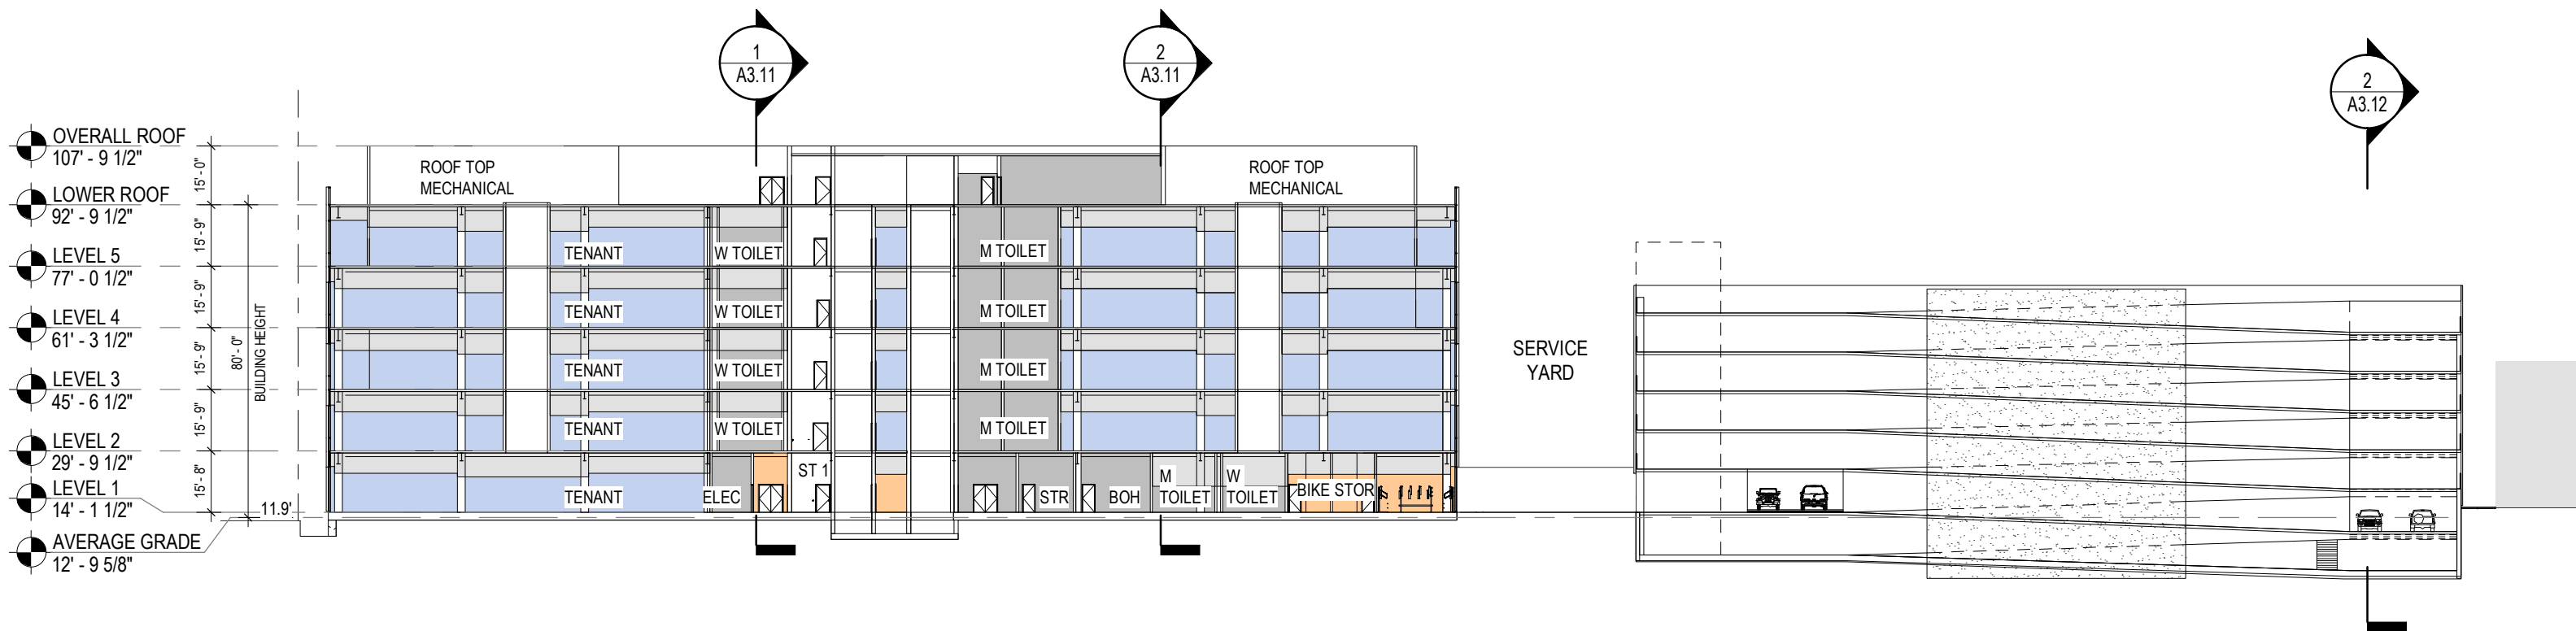 1
A3.11
2
A3.11
2
A3.12
OVERALL ROOF
107' - 9 1/2"
15' - 0"
ROOF TOP
MECHANICAL
ROOF TOP
MECHANICAL
LOWER ROOF
92' - 9 1/2"
15' - 9"
TENANT
W TOILET
M TOILET
LEVEL 5
77' - 0 1/2"
15' - 9"
TENANT
W TOILET
M TOILET
LEVEL 4
61' - 3 1/2"
80' - 0"
BUILDING HEIGHT
15' - 9"
TENANT
W TOILET
M TOILET
SERVICE
YARD
LEVEL 3
45' - 6 1/2"
15' - 9"
TENANT
W TOILET
M TOILET
LEVEL 2
29' - 9 1/2"
15' - 8"
ST 1
TENANT
ELEC
STR
BOH
M
TOILET
W
TOILET
BIKE STOR
LEVEL 1
14' - 1 1/2"
11.9'
AVERAGE GRADE
12' - 9 5/8"